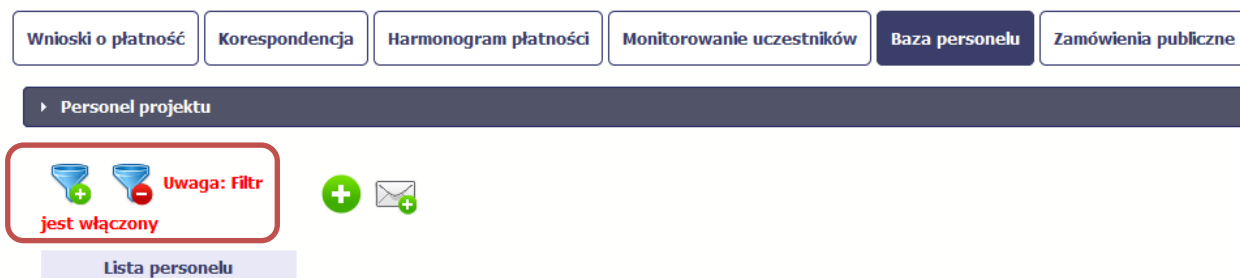 Wnioski o płatność Korespondencja Harmonogram płatności Monitorowanie uczestników Baza personelu Zamówienia publiczne
Personel projektu
Uwaga: Filtr
jest włączony
Lista personelu